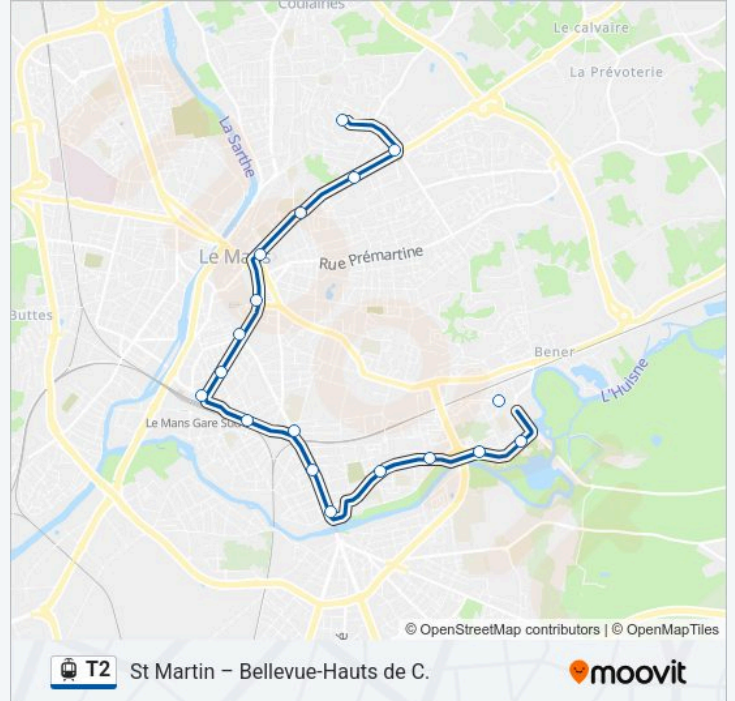 Coulaines
Le calvaire
La Prévoterie
La Sarthe
Le Mans
Rue Prémartine
Buttes
Bener
L'Huisne
Le Mans Gare Sud
© OpenStreetMap contributors | © OpenMapTiles
T2 St Martin – Bellevue-Hauts de C.
moovit